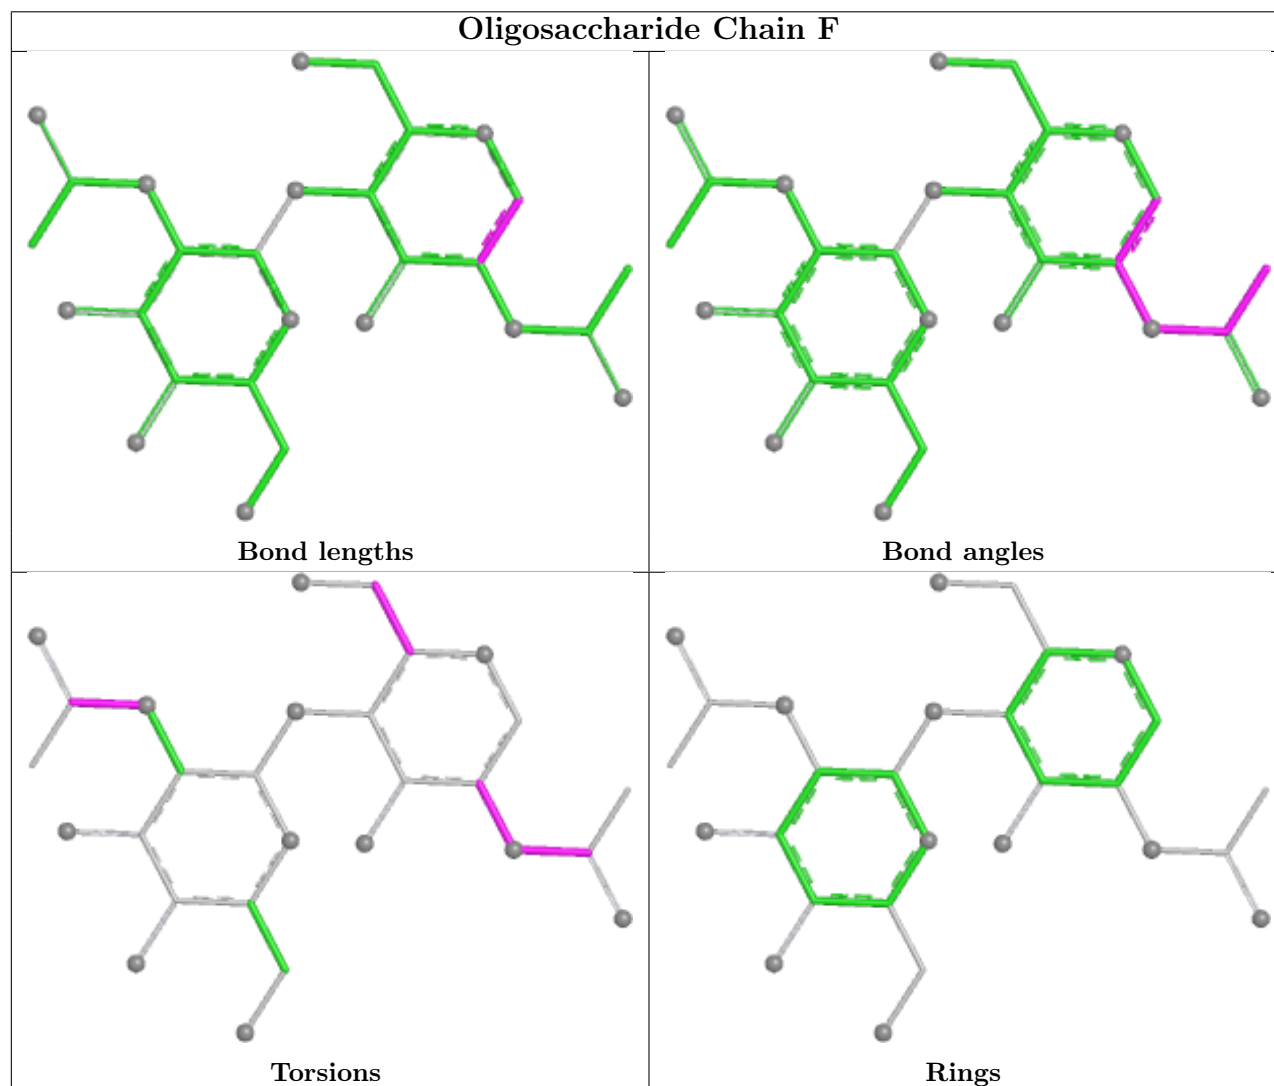 Oligosaccharide Chain F
Bond lengths
Bond angles
Torsions
Rings